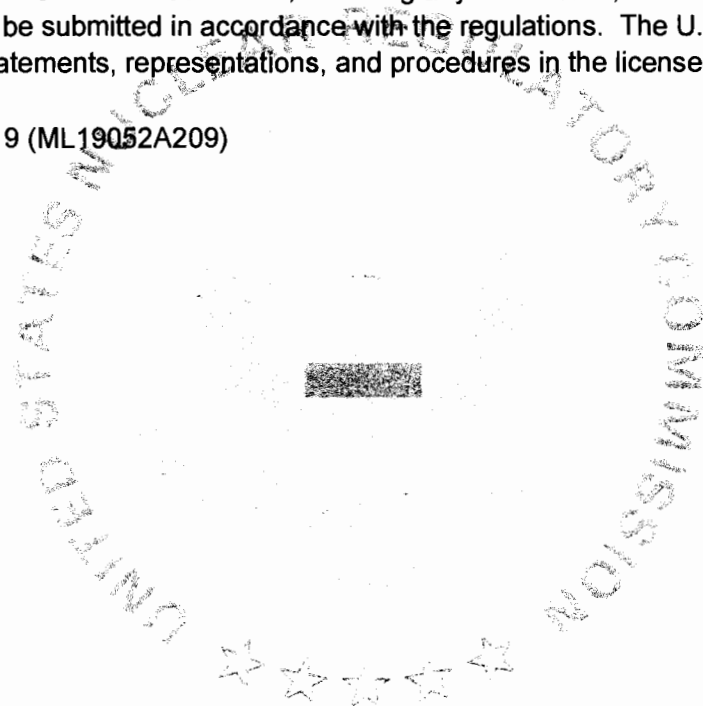 be submitted in accordance with the regulations. The U.
atements, representations, and procedures in the license
9 (ML19052A209)
UNITED STATES NUCLEAR REGULATORY COMMISSION